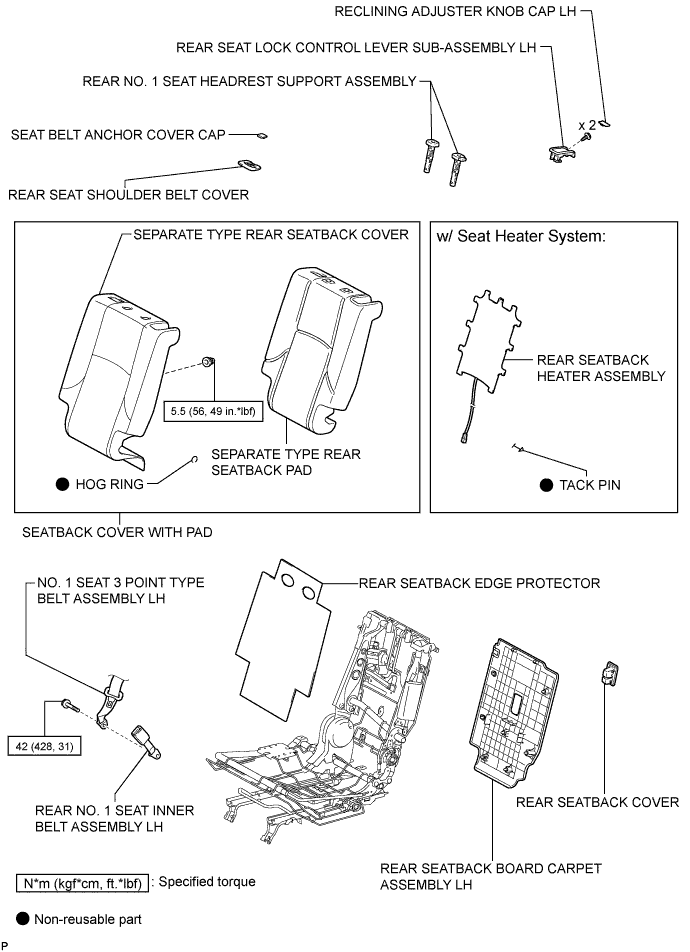 RECLINING ADJUSTER KNOB CAP LH
REAR SEAT LOCK CONTROL LEVER SUB-ASSEMBLY LH
REAR NO. 1 SEAT HEADREST SUPPORT ASSEMBLY
x 2
SEAT BELT ANCHOR COVER CAP
REAR SEAT SHOULDER BELT COVER
SEPARATE TYPE REAR SEATBACK COVER
w/ Seat Heater System:
REAR SEATBACK
HEATER ASSEMBLY
5.5 (56, 49 in.*lbf)
SEPARATE TYPE REAR
SEATBACK PAD
HOG RING
TACK PIN
SEATBACK COVER WITH PAD
NO. 1 SEAT 3 POINT TYPE
BELT ASSEMBLY LH
REAR SEATBACK EDGE PROTECTOR
42 (428, 31)
REAR NO. 1 SEAT INNER
BELT ASSEMBLY LH
REAR SEATBACK COVER
REAR SEATBACK BOARD CARPET
ASSEMBLY LH
N*m (kgf*cm, ft.*lbf) : Specified torque
Non-reusable part
P